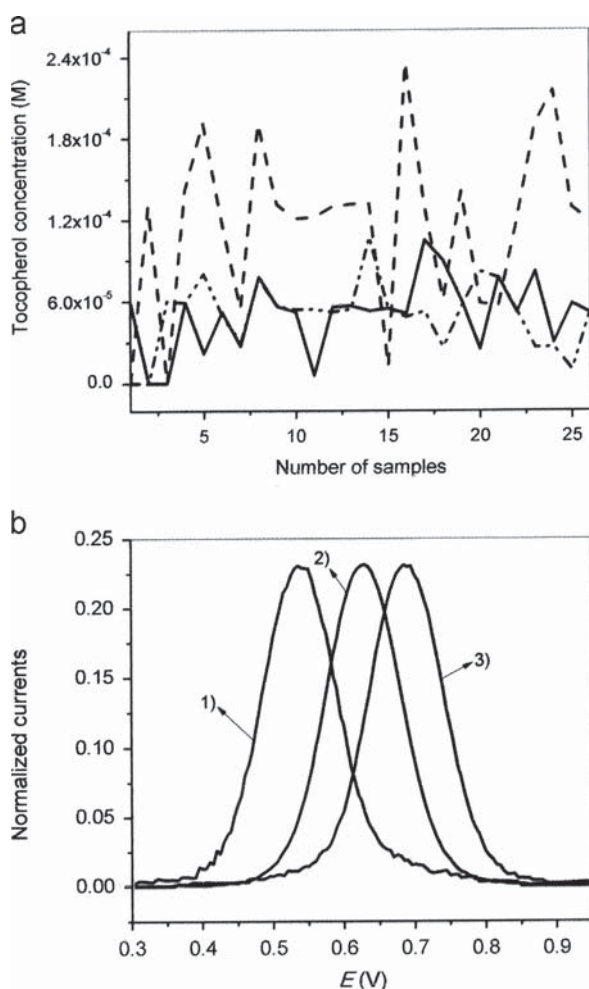 a
Tocopherol concentration (M)
2.4x10⁻⁴
1.8x10⁻⁴
1.2x10⁻⁴
6.0x10⁻⁵
0.0
5 10 15 20 25
Number of samples
b
Normalized currents
0.25
0.20
0.15
0.10
0.05
0.00
1)
2)
3)
0.3 0.4 0.5 0.6 0.7 0.8 0.9
E (V)